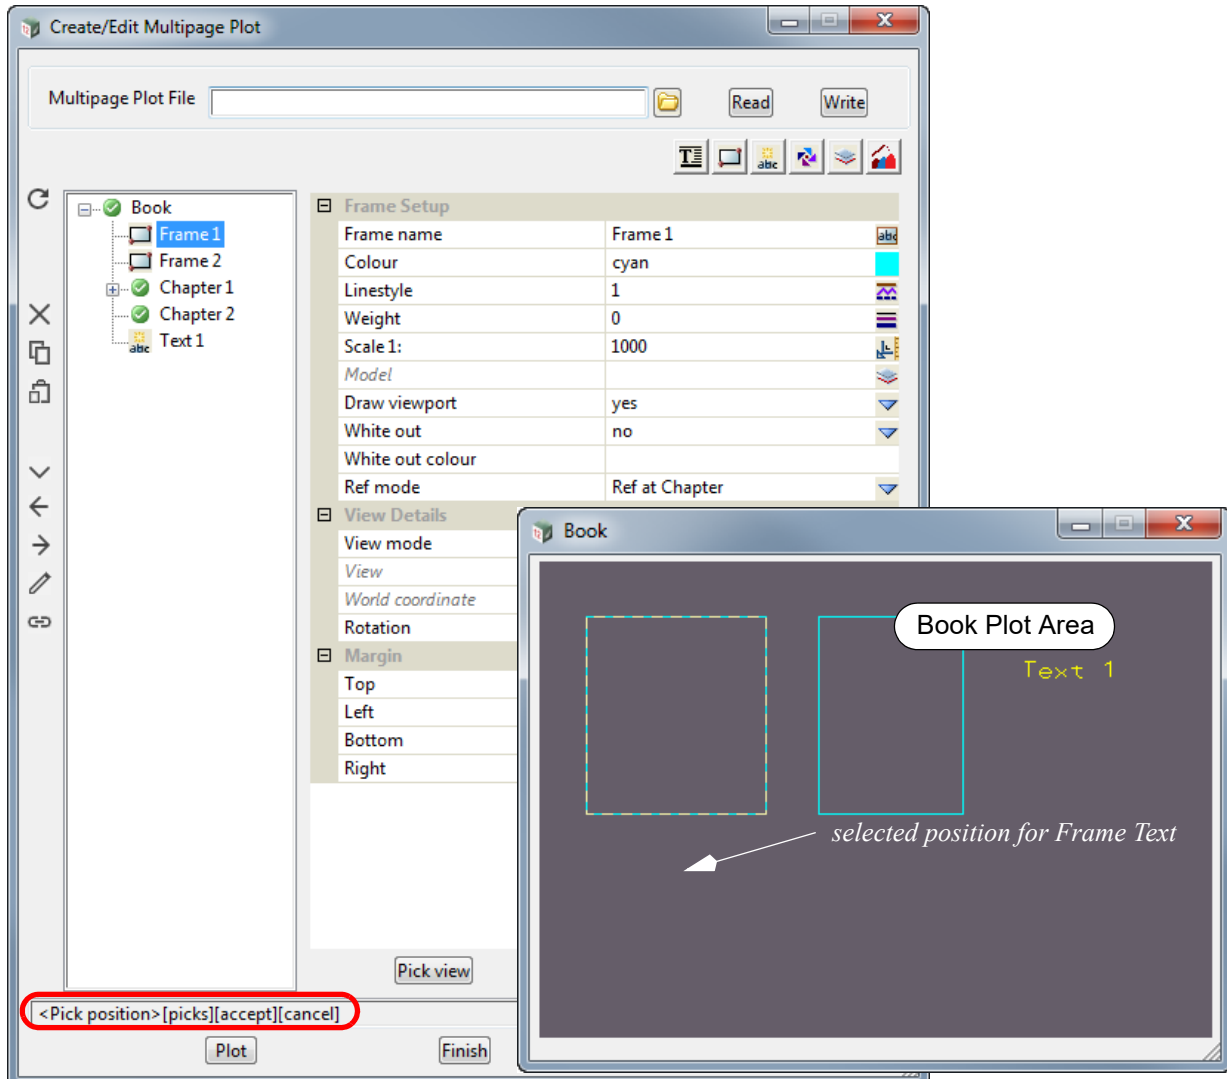 Create/Edit Multipage Plot
Multipage Plot File
Read
Write
Book
Frame 1
Frame 2
Chapter 1
Chapter 2
Text 1
Frame Setup
Frame name Frame 1
Colour cyan
Linestyle 1
Weight 0
Scale 1: 1000
Model
Draw viewport yes
White out no
White out colour
Ref mode Ref at Chapter
View Details
View mode
View
World coordinate
Rotation
Margin
Top
Left
Bottom
Right
Pick view
<Pick position>[picks][accept][cancel]
Plot
Finish
Book
Book Plot Area
Text 1
selected position for Frame Text